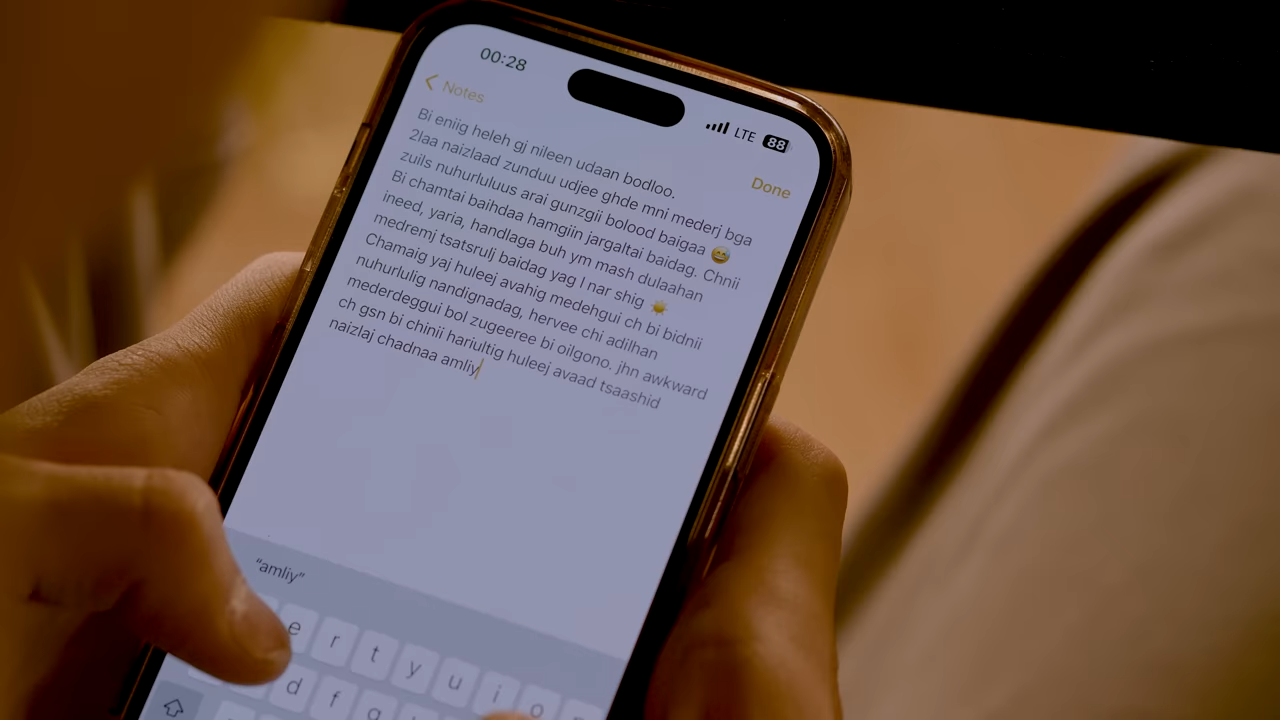 00:28
LTE 88
Notes
Done
Bi eniig heleh gj nileen udaan bodloo.
2laa naizlaad zunduu udjee ghde mni mederj bga
zuils nuhurluluus arai gunzgii bolood baigaa 😄
Bi chamtai baihdaa hamgiin jargaltai baidag. Chnii
ineed, yaria, handlaga buh ym mash dulaahan
medremj tsatsrulj baidag yag l nar shig ☀️
Chamaig yaj huleej avahig medehgui ch bi bidnii
nuhurlulig nandignadag, hervee chi adilhan
mederdeggui bol zugeeree bi oilgono. jhn awkward
ch gsn bi chinii hariultig huleej avaad tsaashid
naizlaj chadnaa amliy
"amliy"
e r t y u i o
d f g